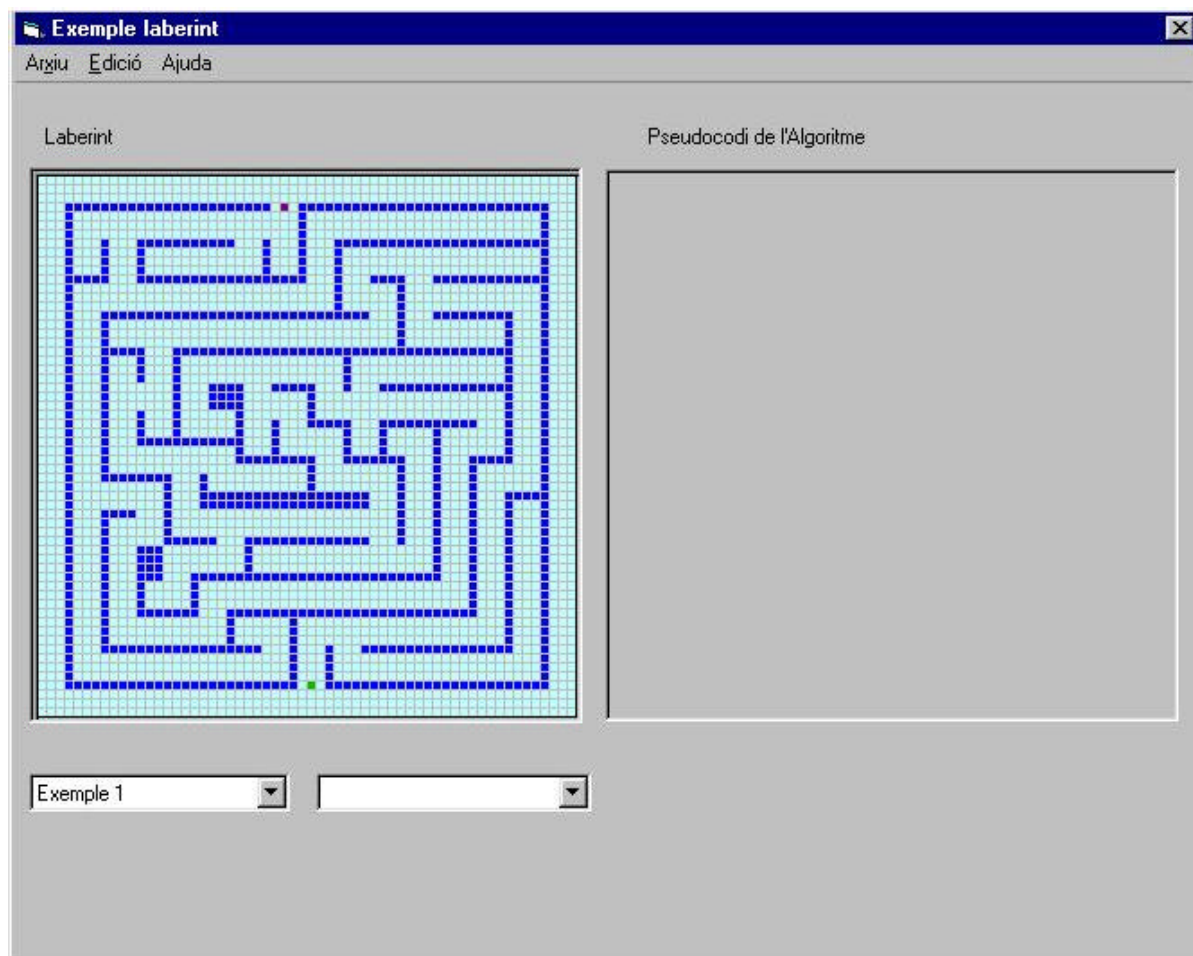 Exemple laberint
Arxiu Edició Ajuda
Laberint
Pseudocodi de l'Algoritme
Exemple 1